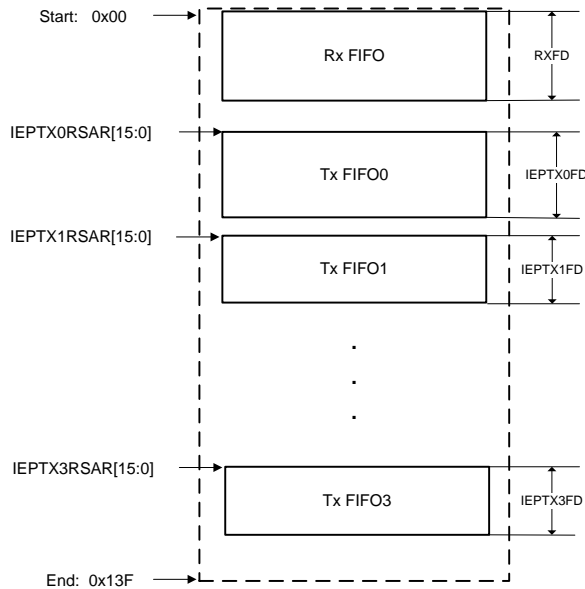 Start: 0x00
Rx FIFO
RXFD
IEPTX0RSAR[15:0]
Tx FIFO0
IEPTX0FD
IEPTX1RSAR[15:0]
Tx FIFO1
IEPTX1FD
.
.
.
IEPTX3RSAR[15:0]
Tx FIFO3
IEPTX3FD
End: 0x13F